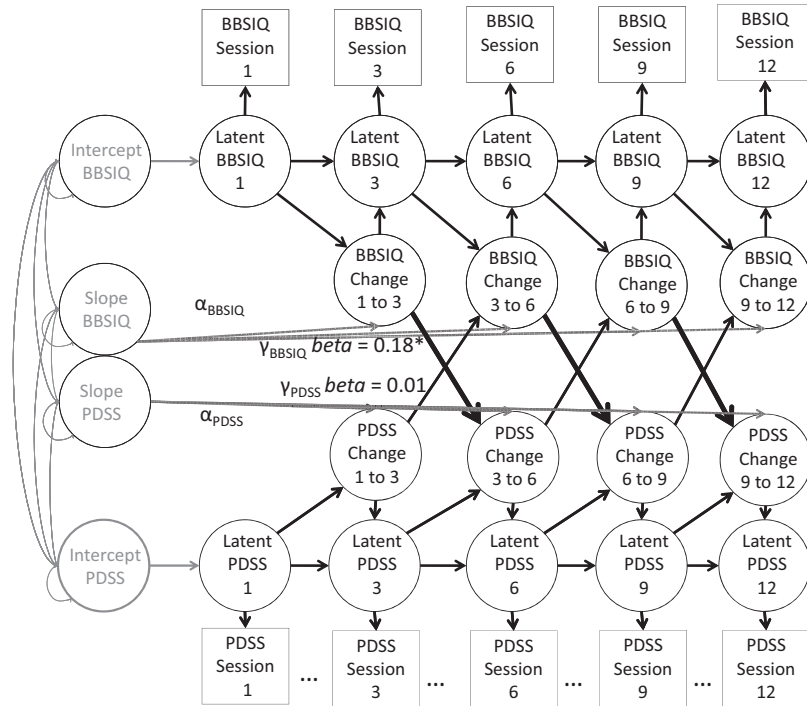 BBSIQ
Session
1
BBSIQ
Session
3
BBSIQ
Session
6
BBSIQ
Session
9
BBSIQ
Session
12
Intercept
BBSIQ
Latent
BBSIQ
1
Latent
BBSIQ
3
Latent
BBSIQ
6
Latent
BBSIQ
9
Latent
BBSIQ
12
BBSIQ
Change
1 to 3
BBSIQ
Change
3 to 6
BBSIQ
Change
6 to 9
BBSIQ
Change
9 to 12
Slope
BBSIQ
αBBSIQ
γBBSIQ beta = 0.18*
Slope
PDSS
γPDSS beta = 0.01
αPDSS
PDSS
Change
1 to 3
PDSS
Change
3 to 6
PDSS
Change
6 to 9
PDSS
Change
9 to 12
Intercept
PDSS
Latent
PDSS
1
Latent
PDSS
3
Latent
PDSS
6
Latent
PDSS
9
Latent
PDSS
12
PDSS
Session
1
...
PDSS
Session
3
...
PDSS
Session
6
...
PDSS
Session
9
...
PDSS
Session
12